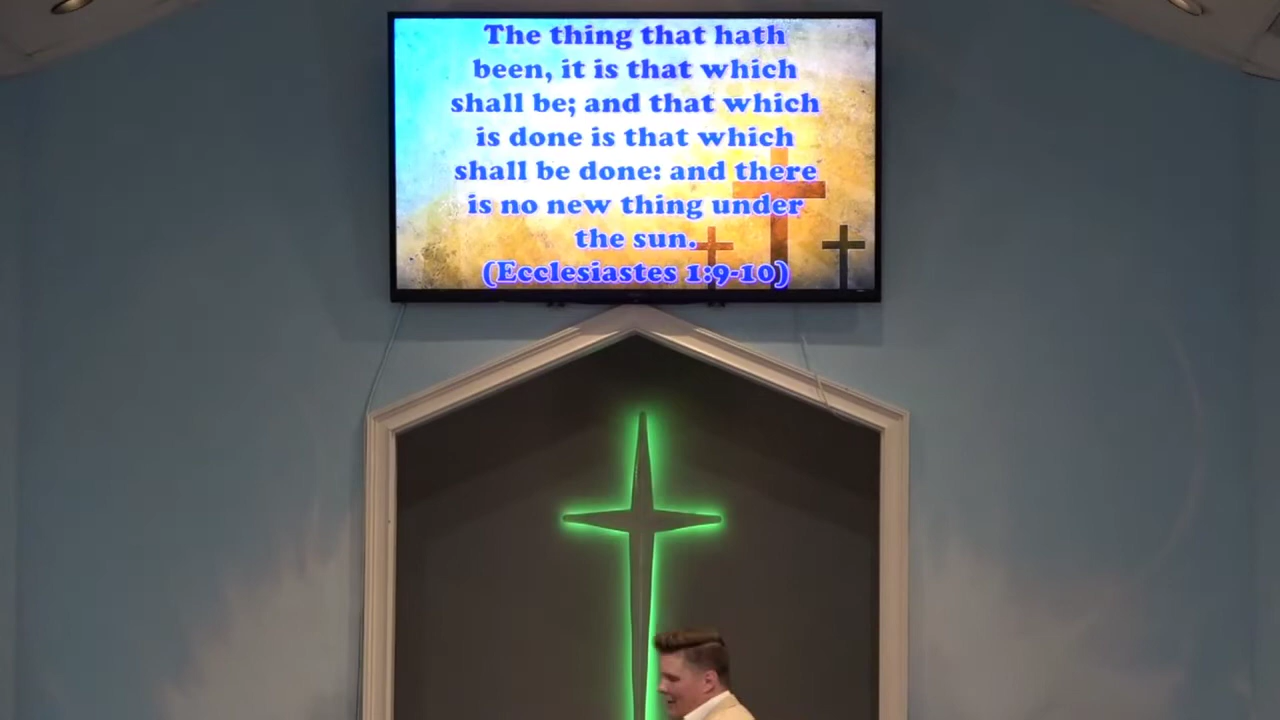 The thing that hath
been, it is that which
shall be; and that which
is done is that which
shall be done: and there
is no new thing under
the sun.
(Ecclesiastes 1:9-10)